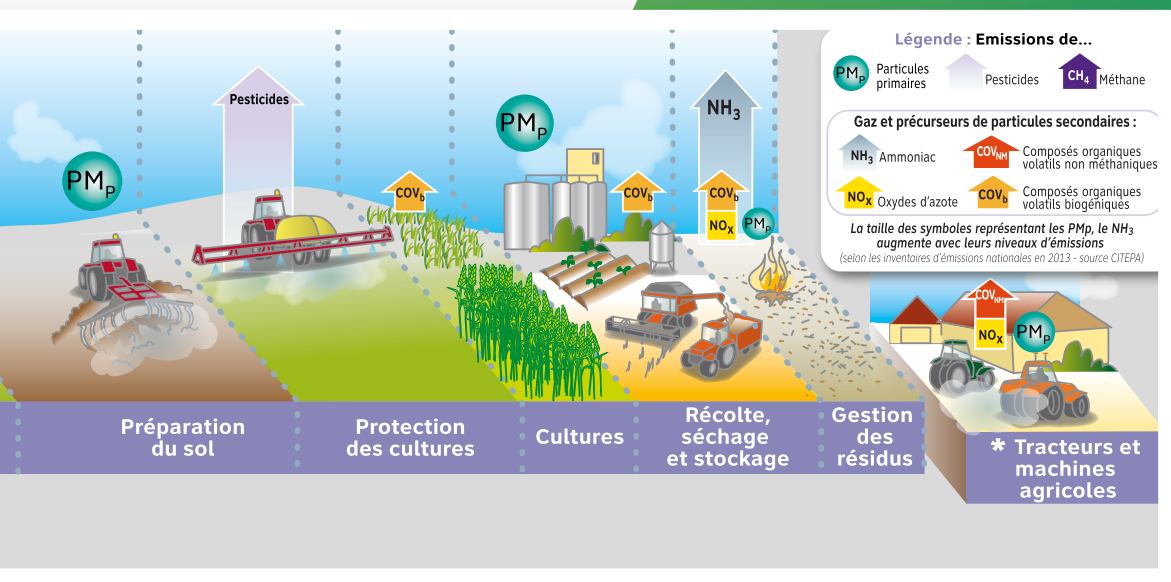 Légende : Emissions de...
PMP
Particules
primaires
Pesticides
CH4
Méthane
Gaz et précurseurs de particules secondaires :
NH3
Ammoniac
COVNM
Composés organiques
volatils non méthaniques
NOX
Oxydes d'azote
COVb
Composés organiques
volatils biogéniques
La taille des symboles représentant les PMp, le NH3
augmente avec leurs niveaux d'émissions
(selon les inventaires d'émissions nationales en 2013 - source CITEPA)
PMP
Pesticides
COVb
PMP
COVb
NH3
COVb
NOX
PMP
COVNM
NOX
PMP
Préparation
du sol
Protection
des cultures
Cultures
Récolte,
séchage
et stockage
Gestion
des
résidus
* Tracteurs et
machines
agricoles